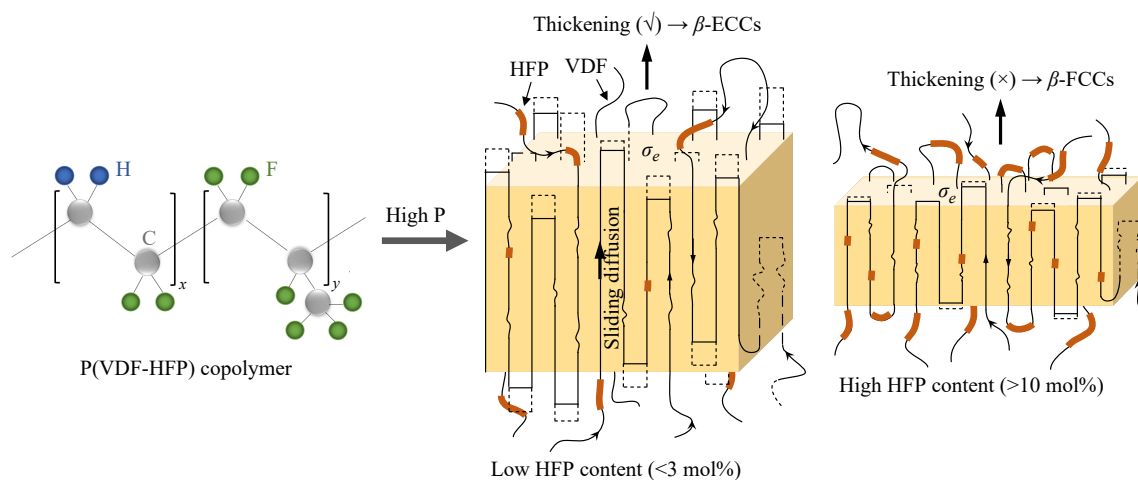 H
F
C
x
y
P(VDF-HFP) copolymer
High P
Thickening (√) → β-ECCs
HFP
VDF
σe
Sliding diffusion
Low HFP content (<3 mol%)
Thickening (×) → β-FCCs
σe
High HFP content (>10 mol%)